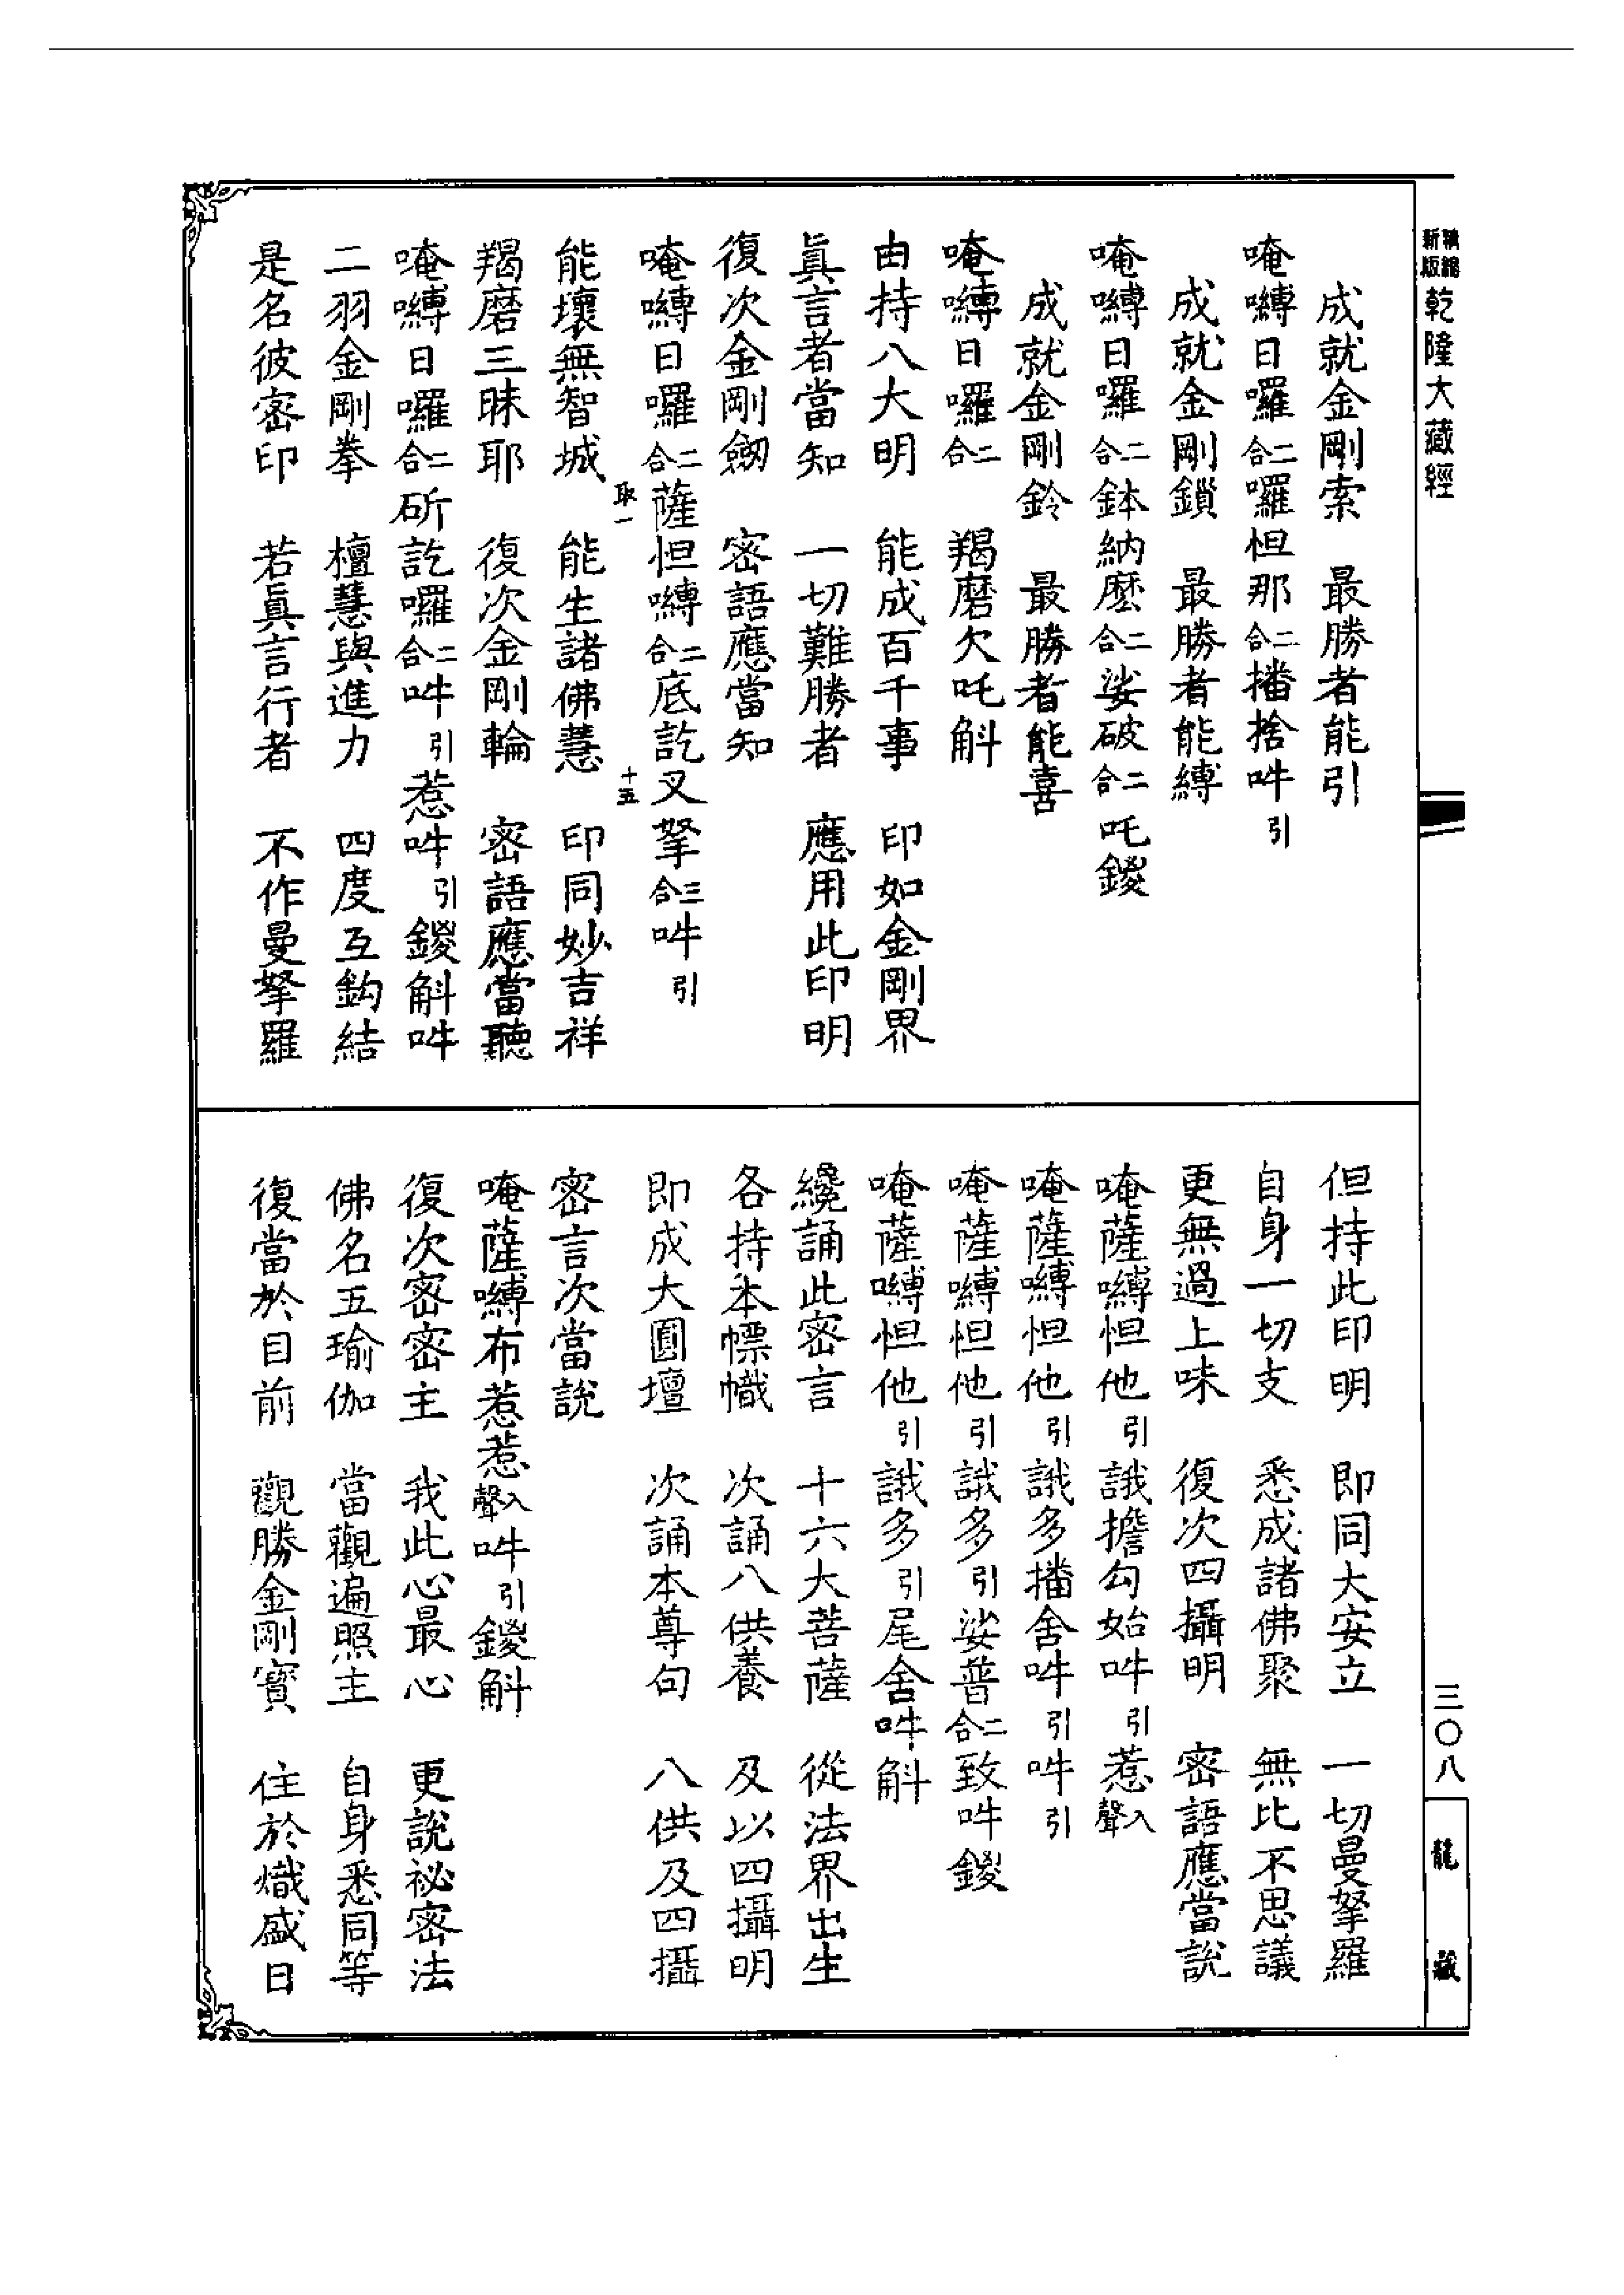 新版精縮乾隆大藏經
成就金剛索　最勝者能引
唵嚩日囉二合囉怛那二合播捨吽引
成就金剛鎖　最勝者能縛
唵嚩日囉二合鉢納麼二合娑破二合吒鑁
成就金剛鈴　最勝者能喜
唵嚩日囉二合　羯磨欠吒斛
由持八大明　能成百千事　印如金剛界
眞言者當知　一切難勝者　應用此印明
復次金剛劒　密語應當知
唵嚩日囉二合薩怛嚩二合底訖叉拏三合吽引
取一　十五
能壞無智城　能生諸佛慧　印同妙吉祥
羯磨三昧耶　復次金剛輪　密語應當聽
唵嚩日囉二合斫訖囉二合吽引惹吽引鑁斛吽
二羽金剛拳　檀慧與進力　四度互鈎結
是名彼密印　若眞言行者　不作曼拏羅
但持此印明　即同大安立　一切曼拏羅
自身一切支　悉成諸佛聚　無比不思議
更無過上味　復次四攝明　密語應當說
唵薩嚩怛他引誐擔勾始吽引惹入聲
唵薩嚩怛他引誐多播舍吽引吽引
唵薩嚩怛他引誐多引娑普二合致吽鑁
唵薩嚩怛他引誐多引尾舍吽斛
纔誦此密言　十六大菩薩　從法界出生
各持本幖幟　次誦八供養　及以四攝明
即成大圓壇　次誦本尊句　八供及四攝
密言次當說
唵薩嚩布惹惹入聲吽引鑁斛
復次密密主　我此心最心　更說祕密法
佛名五瑜伽　當觀遍照主　自身悉同等
復當於目前　觀勝金剛寶　住於熾盛日
三〇八
龍藏